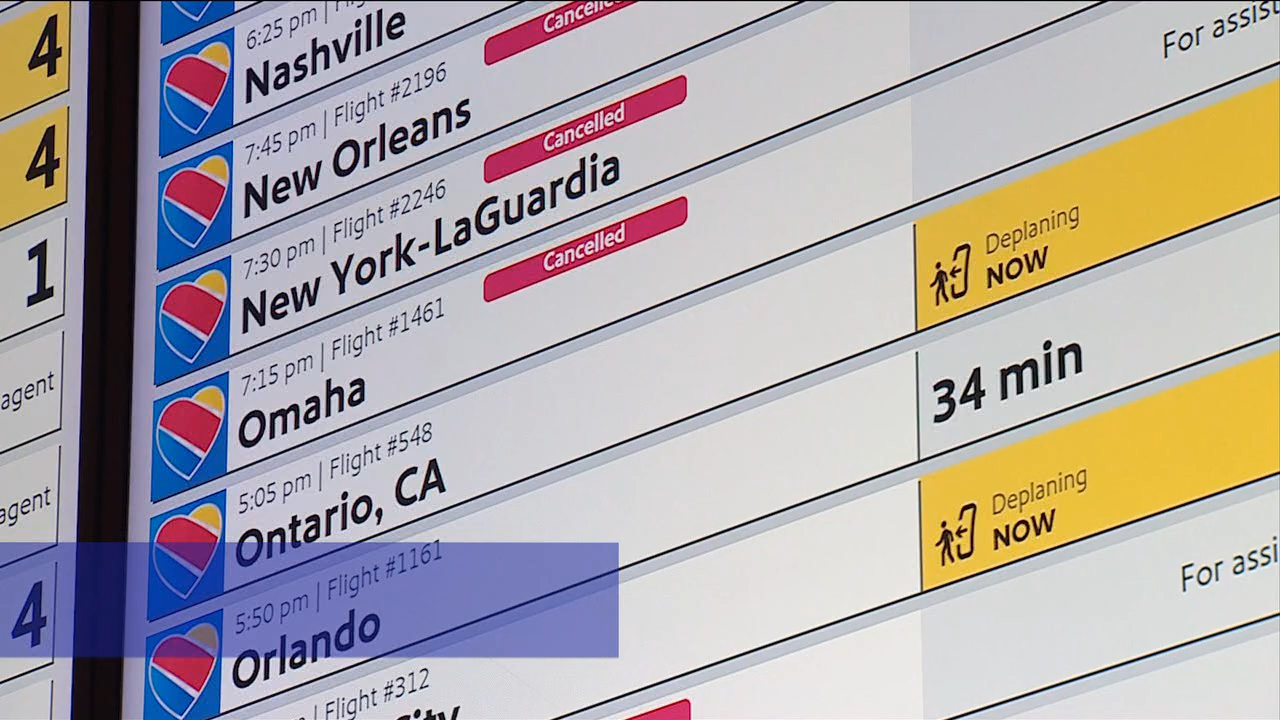 4
4
1
agent
agent
4
6:25 pm |
Nashville
Cancelled
7:45 pm | Flight #2196
New Orleans
Cancelled
7:30 pm | Flight #2246
New York-LaGuardia
Cancelled
7:15 pm | Flight #1461
Omaha
5:05 pm | Flight #548
Ontario, CA
5:50 pm | Flight #1161
Orlando
pm | Flight #312
City
For
Deplaning
NOW
34 min
Deplaning
NOW
For